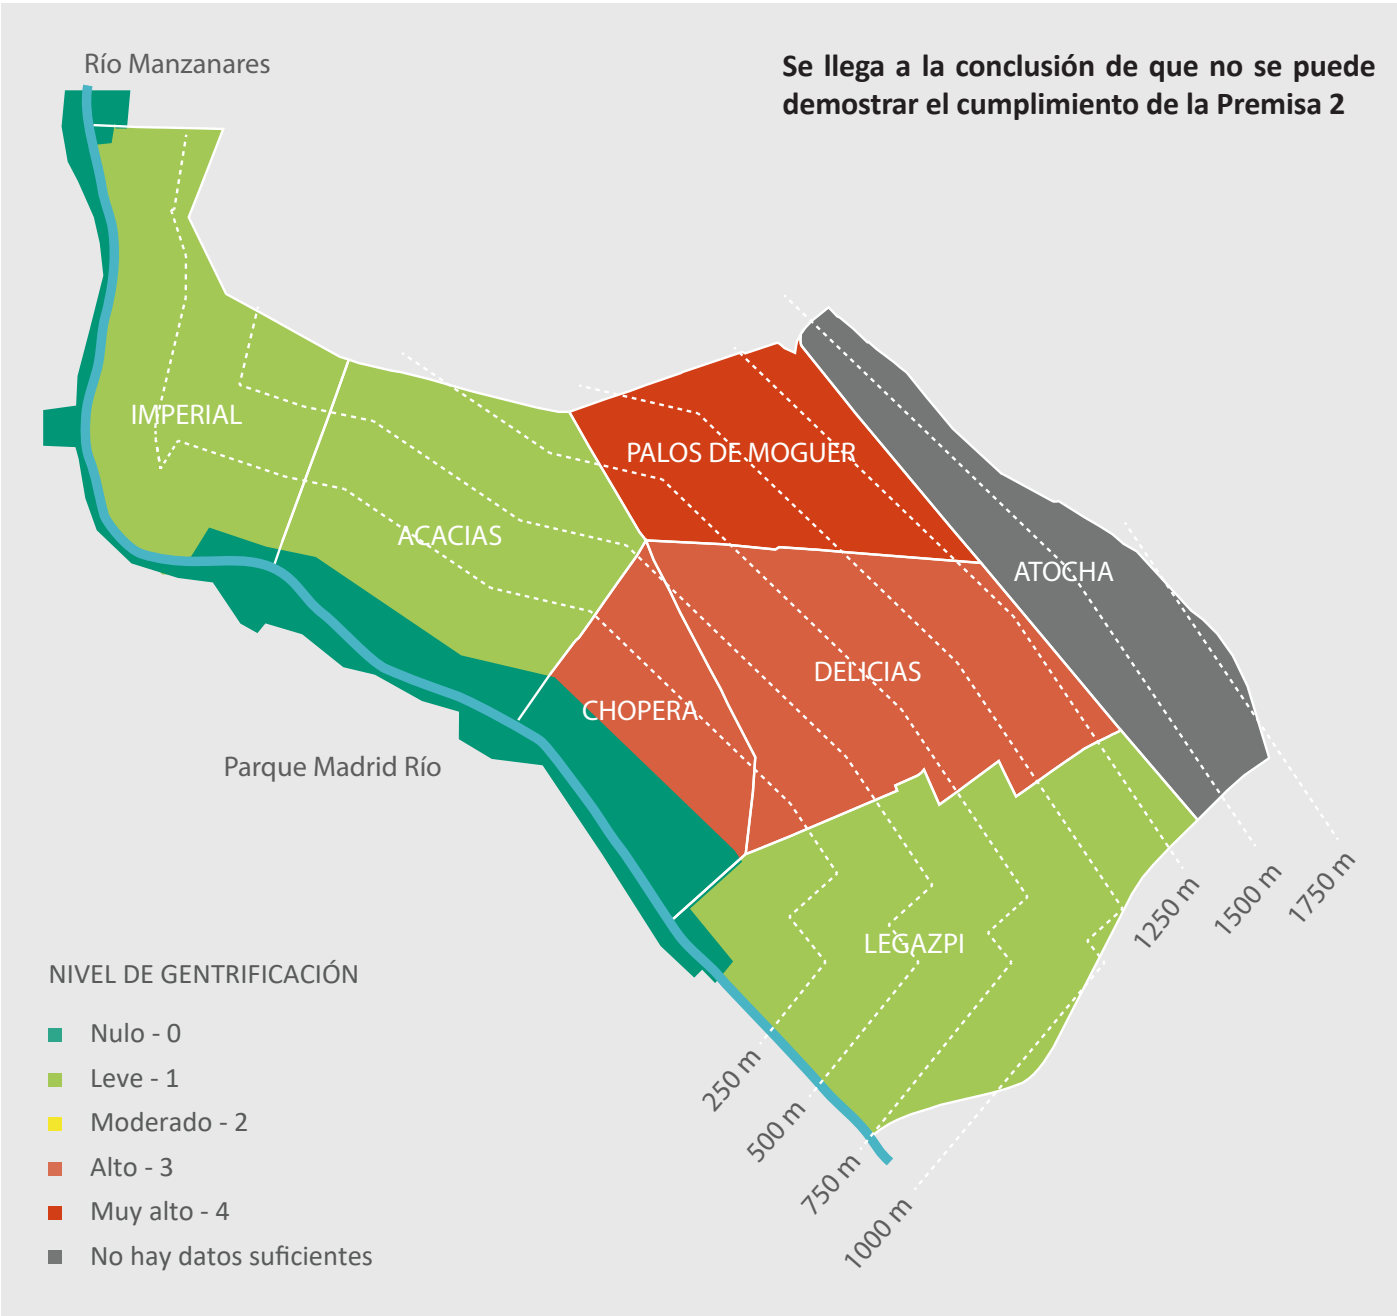 Río Manzanares
Se llega a la conclusión de que no se puede
demostrar el cumplimiento de la Premisa 2
IMPERIAL
PALOS DE MOGUER
ACACIAS
ATOCHA
DELICIAS
CHOPERA
Parque Madrid Río
LEGAZPI
250 m
500 m
750 m
1000 m
1250 m
1500 m
1750 m
NIVEL DE GENTRIFICACIÓN
Nulo - 0
Leve - 1
Moderado - 2
Alto - 3
Muy alto - 4
No hay datos suficientes